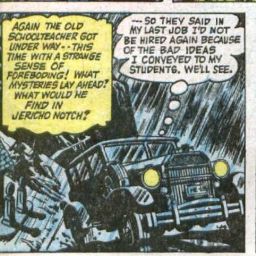 AGAIN THE OLD
SCHOOLTEACHER GOT
UNDER WAY--THIS
TIME WITH A STRANGE
SENSE OF
FOREBODING! WHAT
MYSTERIES LAY AHEAD?
WHAT WOULD HE
FIND IN
JERICHO NOTCH?
--SO THEY SAID IN
MY LAST JOB I'D NOT
BE HIRED AGAIN BECAUSE
OF THE BAD IDEAS
I CONVEYED TO MY
STUDENTS, WE'LL SEE.